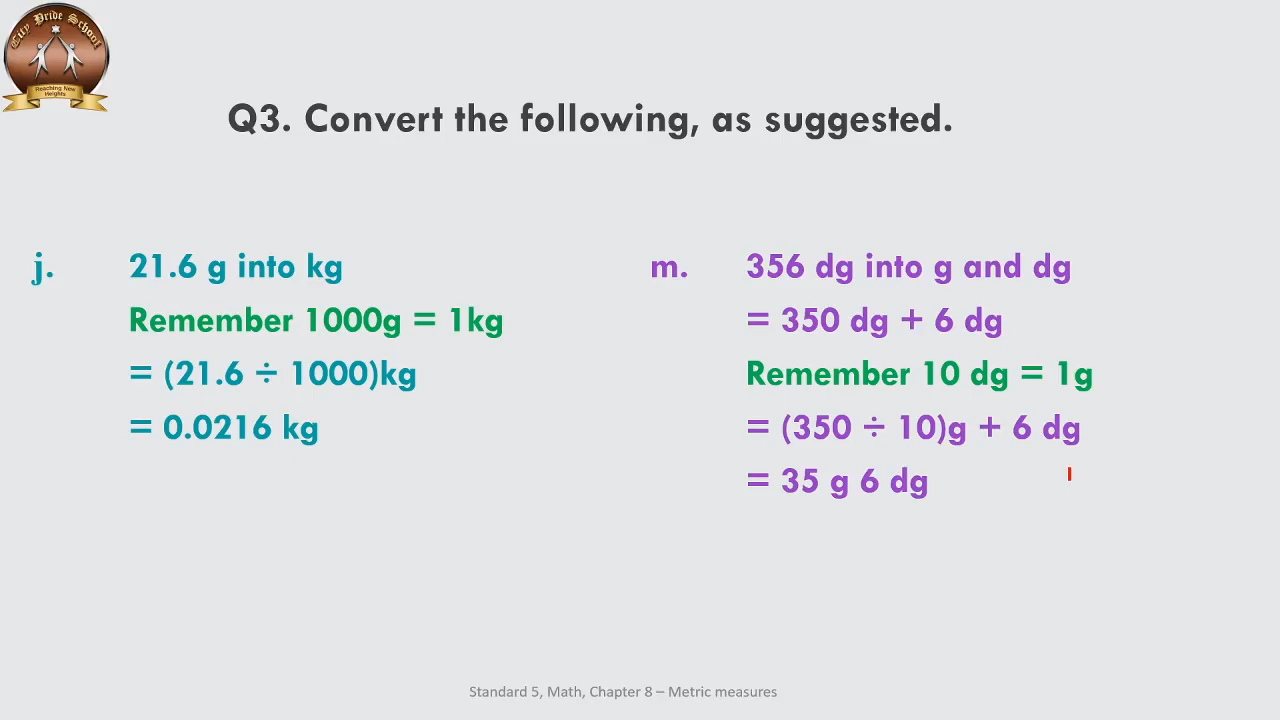 City Pride School
Reaching New
Heights
Q3. Convert the following, as suggested.
j. 21.6 g into kg
Remember 1000g = 1kg
= (21.6 ÷ 1000)kg
= 0.0216 kg
m. 356 dg into g and dg
= 350 dg + 6 dg
Remember 10 dg = 1g
= (350 ÷ 10)g + 6 dg
= 35 g 6 dg
Standard 5, Math, Chapter 8 – Metric measures